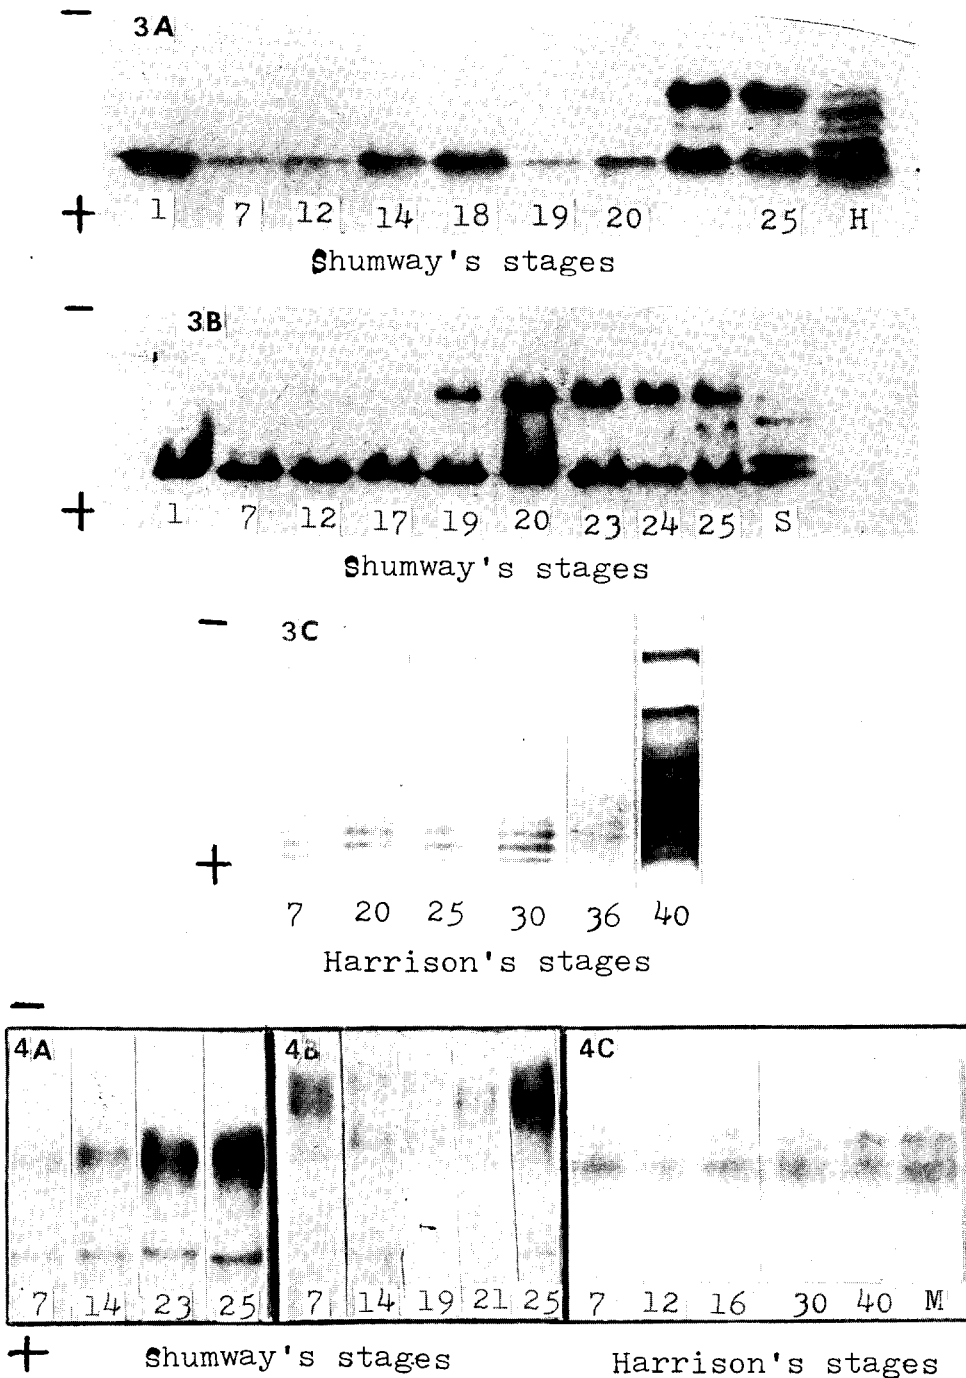 −
3A
+
1 7 12 14 18 19 20 25 H
Shumway's stages
−
3B
+
1 7 12 17 19 20 23 24 25 S
Shumway's stages
−
3C
+
7 20 25 30 36 40
Harrison's stages
−
4A 4B 4C
7 14 23 25 7 14 19 21 25 7 12 16 30 40 M
+
Shumway's stages Harrison's stages